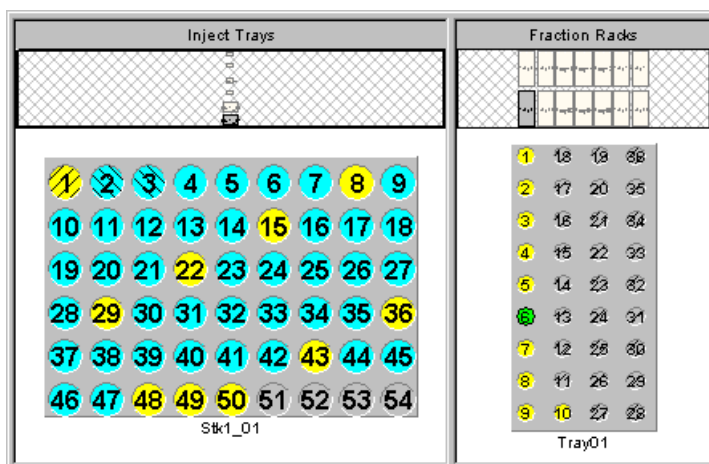 Inject Trays
1 2 3 4 5 6 7 8 9
10 11 12 13 14 15 16 17 18
19 20 21 22 23 24 25 26 27
28 29 30 31 32 33 34 35 36
37 38 39 40 41 42 43 44 45
46 47 48 49 50 51 52 53 54
Stk1_01
Fraction Racks
1 18 19 36
2 17 20 35
3 16 21 34
4 15 22 33
5 14 23 32
6 13 24 31
7 12 25 30
8 11 26 29
9 10 27 28
Tray01